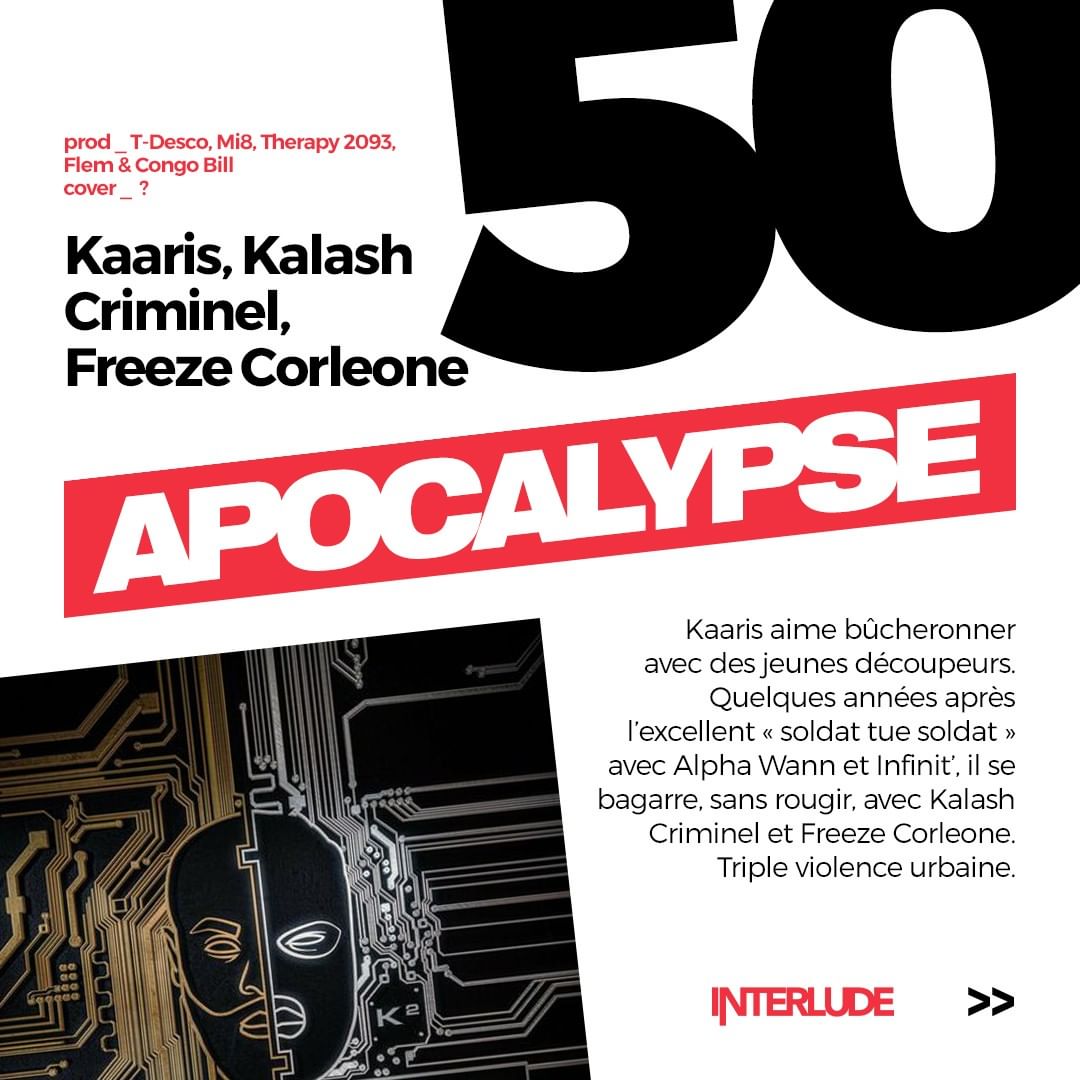 50
prod _ T-Desco, Mi8, Therapy 2093,
Flem & Congo Bill
cover _ ?
Kaaris, Kalash
Criminel,
Freeze Corleone
APOCALYPSE
Kaaris aime bûcheronner
avec des jeunes découpeurs.
Quelques années après
l’excellent « soldat tue soldat »
avec Alpha Wann et Infinit’, il se
bagarre, sans rougir, avec Kalash
Criminel et Freeze Corleone.
Triple violence urbaine.
K²
INTERLUDE
>>